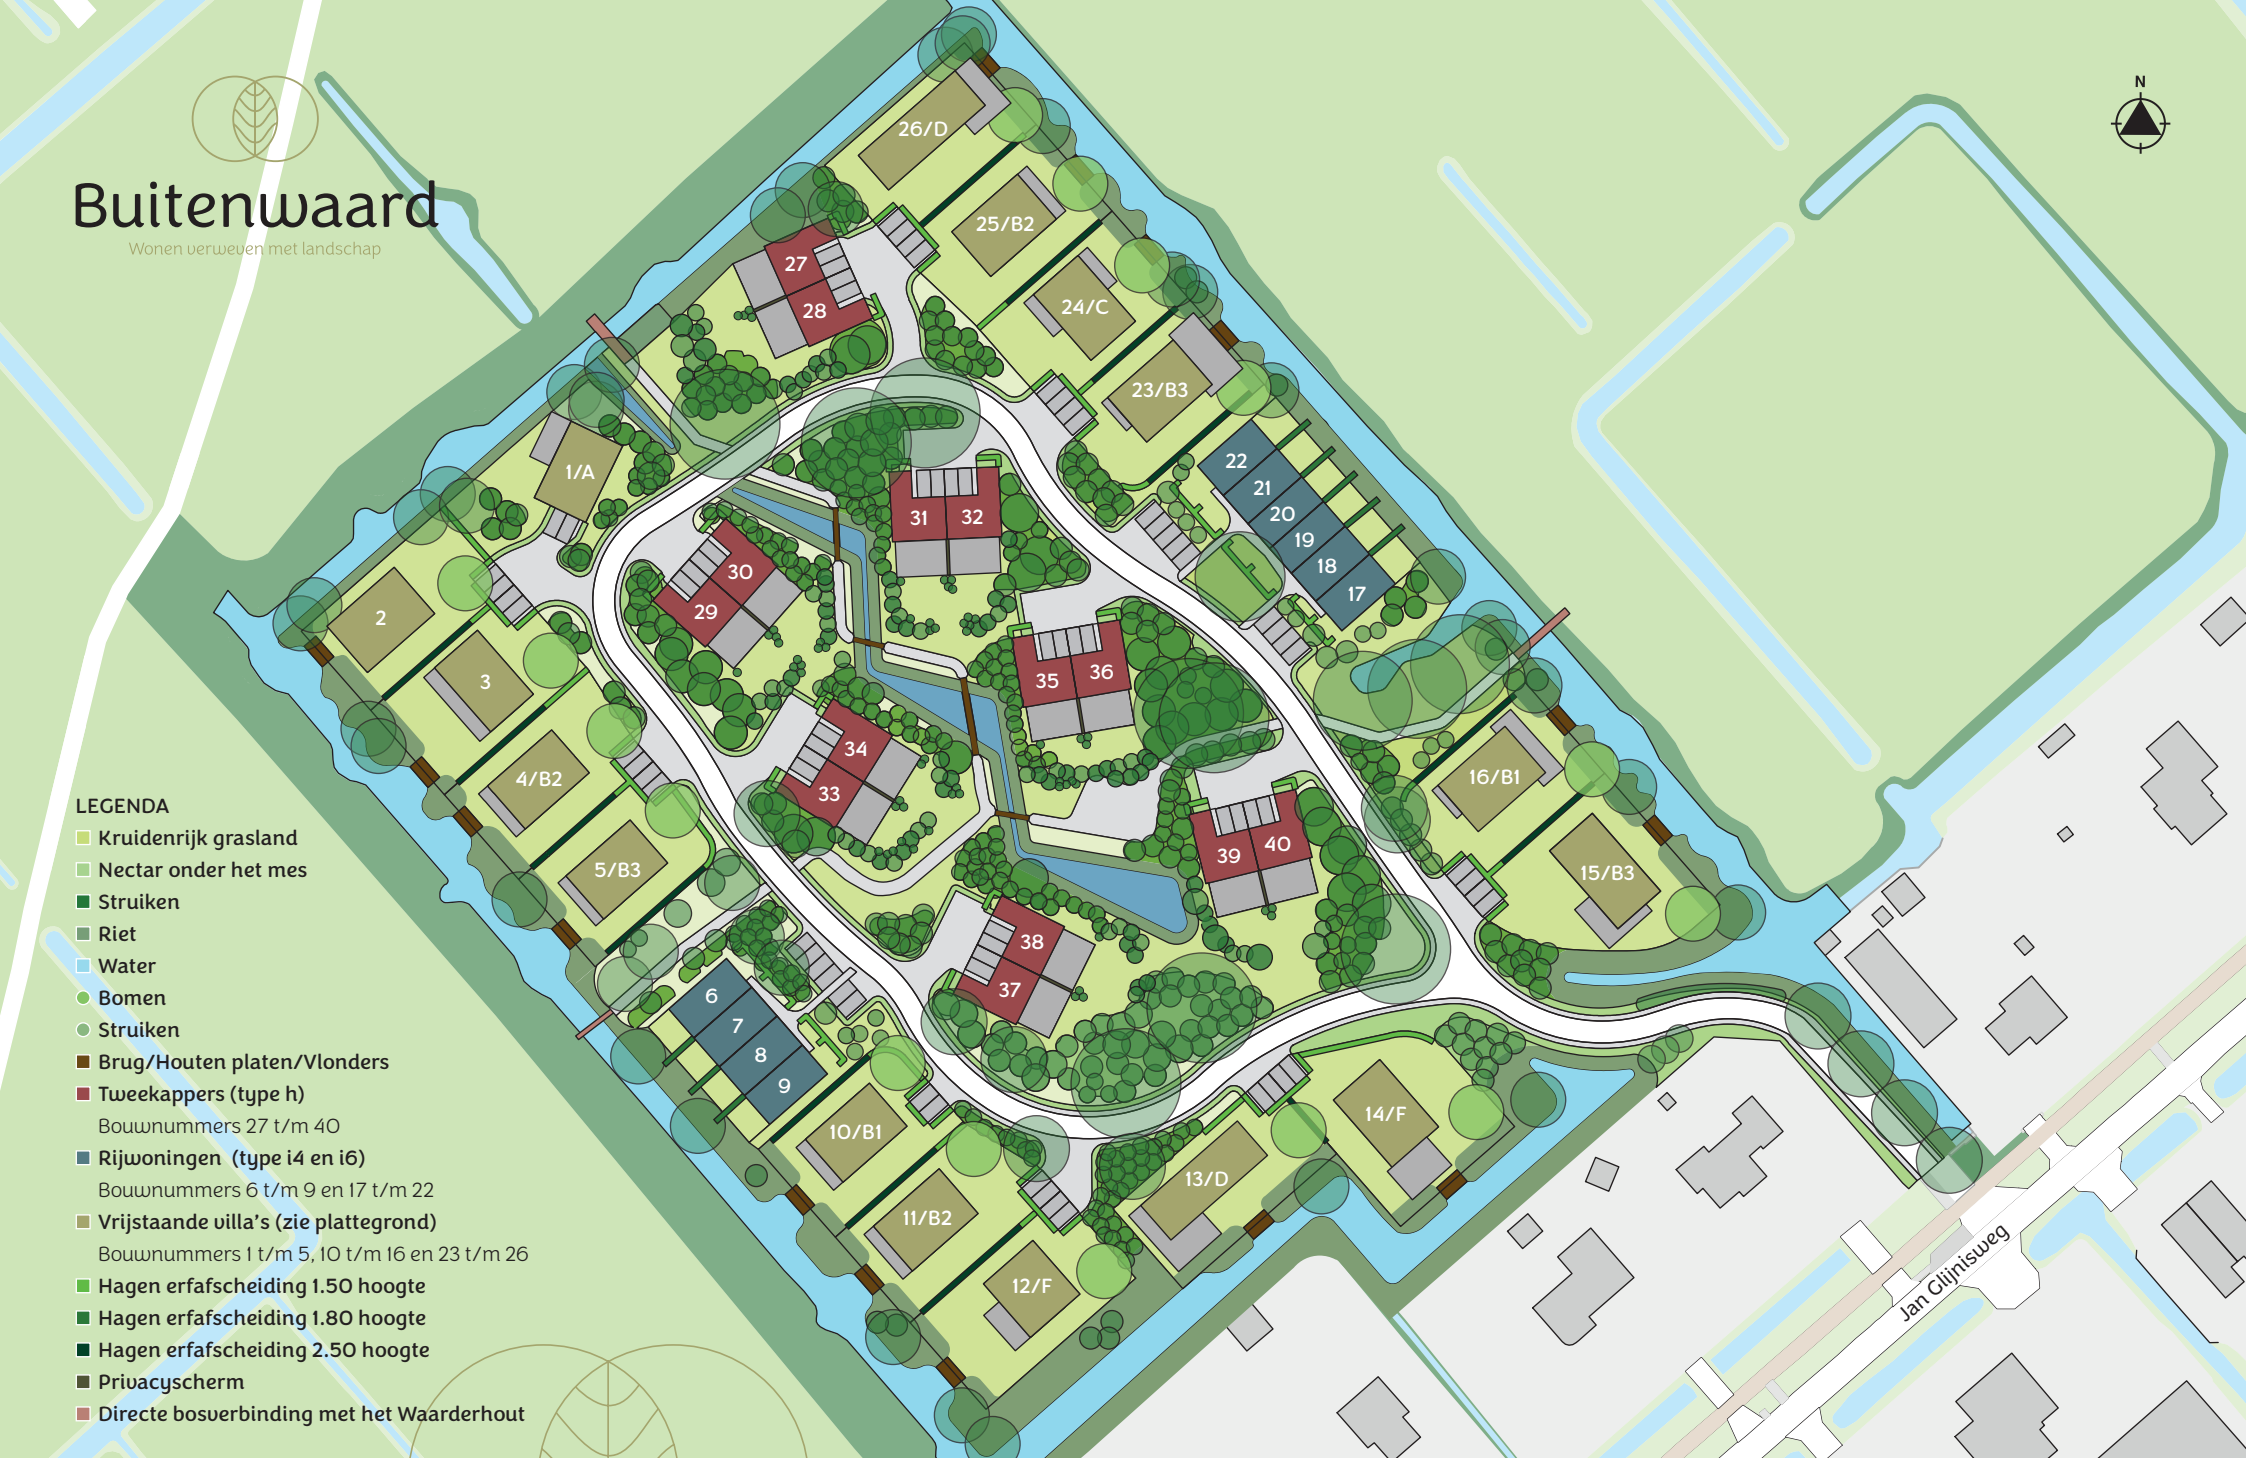 Buitenwaard
Wonen verweven met landschap
N
26/D
25/B2
24/C
23/B3
27
28
1/A
2
3
4/B2
5/B3
22
21
20
19
18
17
31
32
30
29
35
36
34
33
39
40
38
37
16/B1
15/B3
6
7
8
9
10/B1
11/B2
12/F
13/D
14/F
Jan Glijnisweg
LEGENDA
Kruidenrijk grasland
Nectar onder het mes
Struiken
Riet
Water
Bomen
Struiken
Brug/Houten platen/Vlonders
Tweekappers (type h)
Bouwnummers 27 t/m 40
Rijwoningen (type i4 en i6)
Bouwnummers 6 t/m 9 en 17 t/m 22
Vrijstaande villa's (zie plattegrond)
Bouwnummers 1 t/m 5, 10 t/m 16 en 23 t/m 26
Hagen erfafscheiding 1.50 hoogte
Hagen erfafscheiding 1.80 hoogte
Hagen erfafscheiding 2.50 hoogte
Privacyscherm
Directe bosverbinding met het Waarderhout